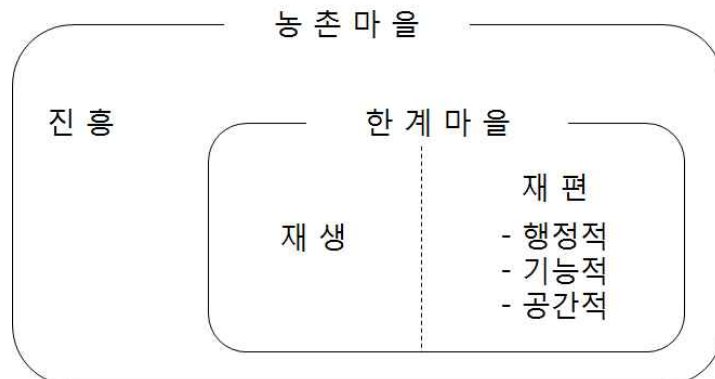 농 촌 마 을
진 흥
한 계 마 을
재 편
재 생
- 행정적
- 기능적
- 공간적